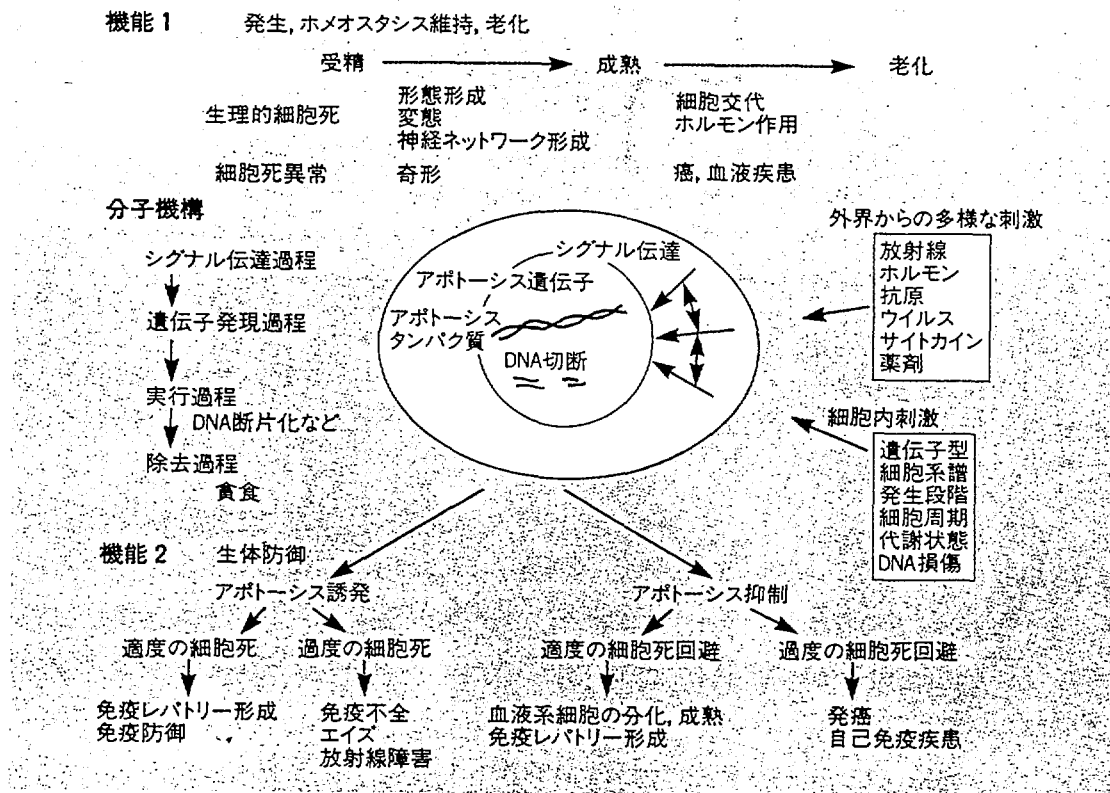 機能1 発生, ホメオスタシス維持, 老化
受精 成熟 老化
生理的細胞死
形態形成
変態
神経ネットワーク形成
細胞交代
ホルモン作用
細胞死異常 奇形 癌, 血液疾患
分子機構
シグナル伝達過程
遺伝子発現過程
実行過程
DNA断片化など
除去過程
貪食
シグナル伝達
アポトーシス遺伝子
アポトーシス
タンパク質
DNA切断
外界からの多様な刺激
放射線
ホルモン
抗原
ウイルス
サイトカイン
薬剤
細胞内刺激
遺伝子型
細胞系譜
発生段階
細胞周期
代謝状態
DNA損傷
機能2 生体防御
アポトーシス誘発
アポトーシス抑制
適度の細胞死
過度の細胞死
適度の細胞死回避
過度の細胞死回避
免疫レパトリー形成
免疫防御
免疫不全
エイズ
放射線障害
血液系細胞の分化, 成熟
免疫レパトリー形成
発癌
自己免疫疾患